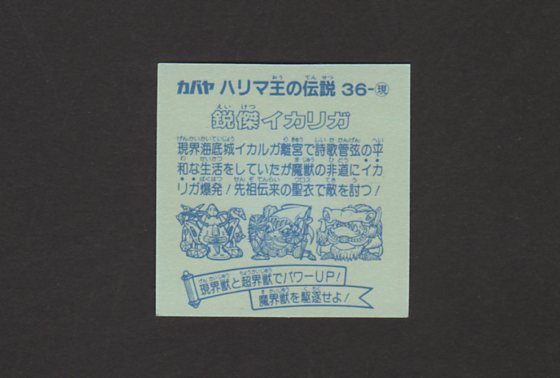 カバヤ ハリマ王の伝説 36-現
鋭傑イカリガ
現界海底城イカルガ離宮で詩歌管弦の平
和な生活をしていたが魔獣の非道にイカ
リガ爆発！先祖伝来の聖衣で敵を討つ！
現界獣と超界獣でパワーUP！
魔界獣を駆逐せよ！